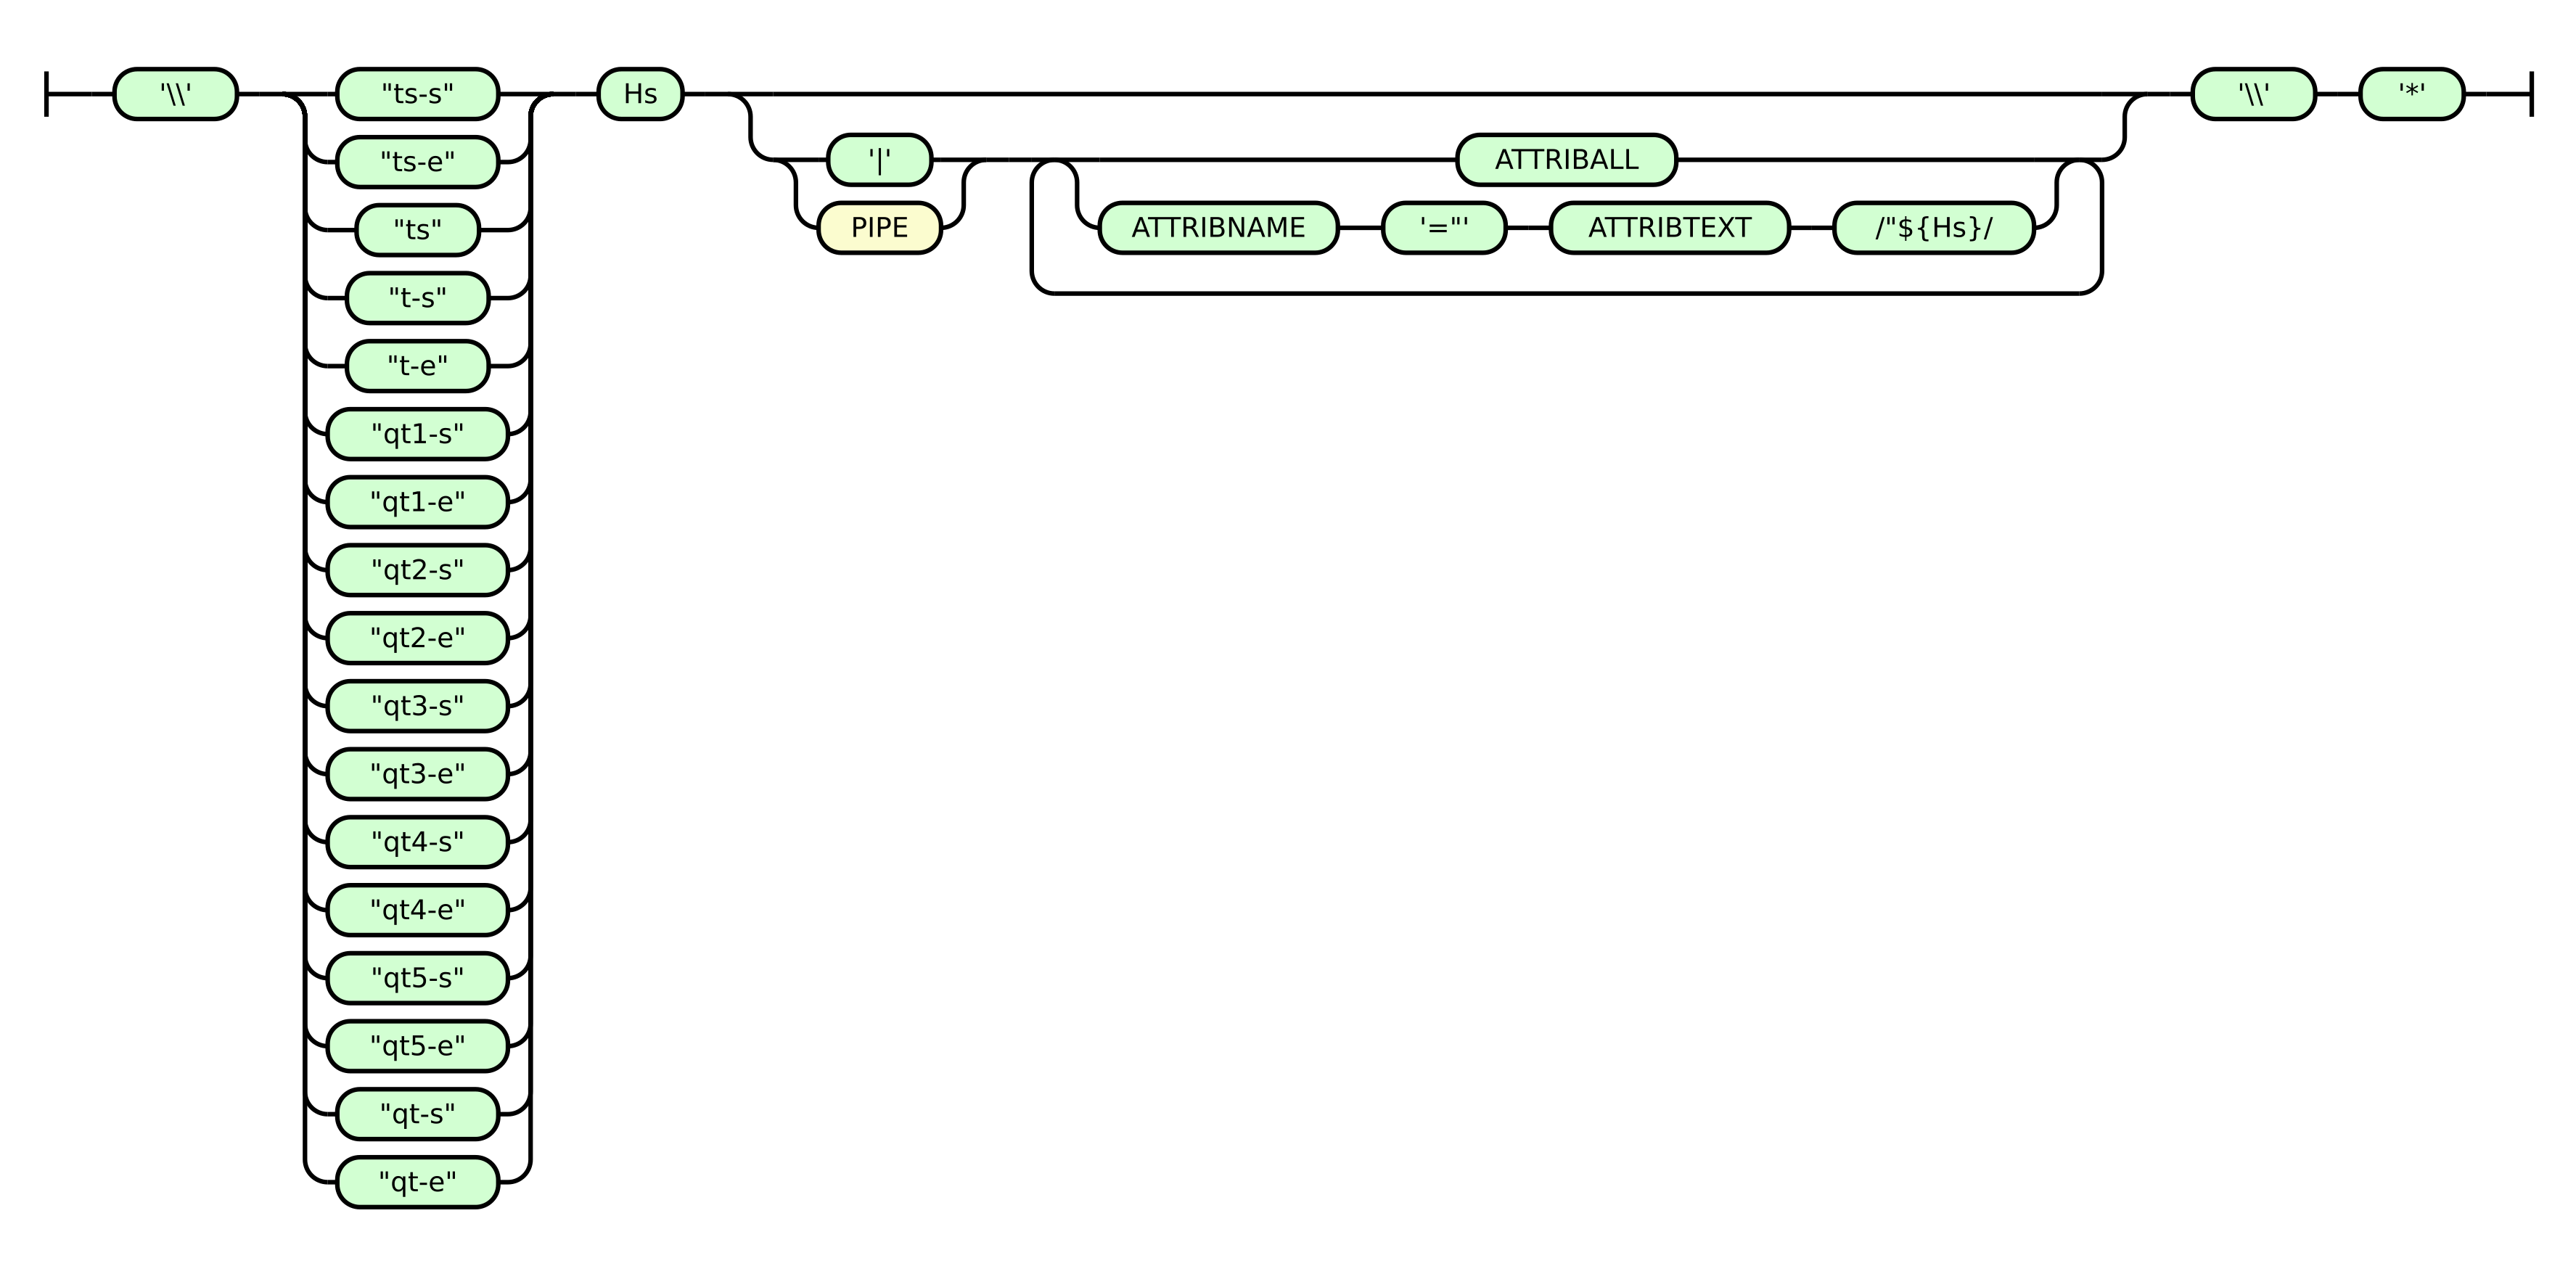 '\\' "ts-s" Hs '\\' '*'
"ts-e" '|' ATTRIBALL
"ts" PIPE ATTRIBNAME '="' ATTRIBTEXT /"${Hs}/
"t-s"
"t-e"
"qt1-s"
"qt1-e"
"qt2-s"
"qt2-e"
"qt3-s"
"qt3-e"
"qt4-s"
"qt4-e"
"qt5-s"
"qt5-e"
"qt-s"
"qt-e"